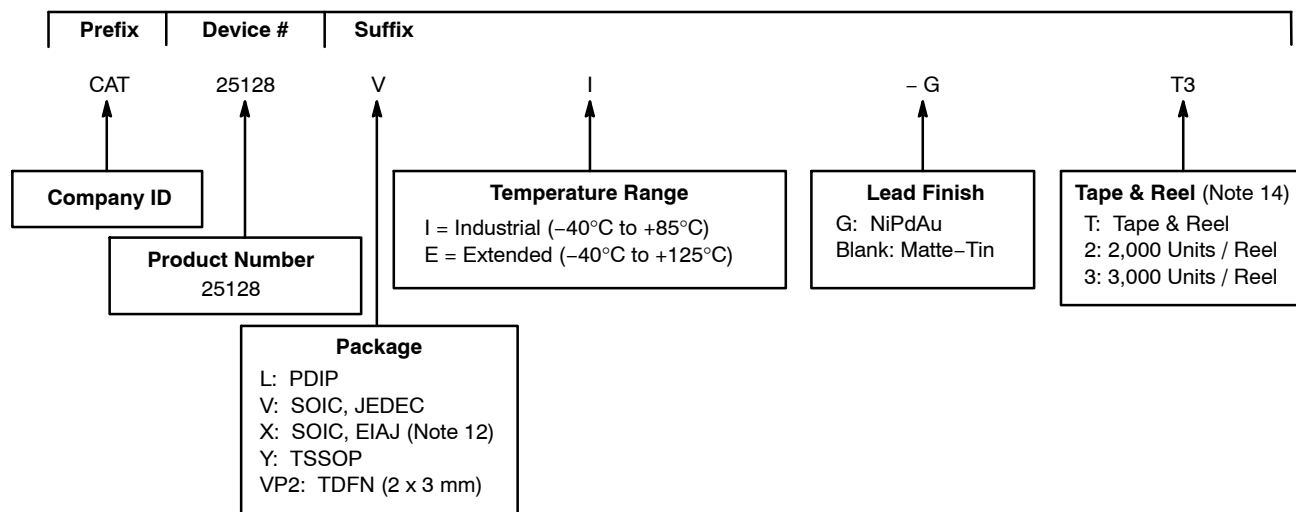 Prefix Device # Suffix
CAT 25128 V I – G T3
Company ID
Product Number
25128
Package
L: PDIP
V: SOIC, JEDEC
X: SOIC, EIAJ (Note 12)
Y: TSSOP
VP2: TDFN (2 x 3 mm)
Temperature Range
I = Industrial (−40°C to +85°C)
E = Extended (−40°C to +125°C)
Lead Finish
G: NiPdAu
Blank: Matte−Tin
Tape & Reel (Note 14)
T: Tape & Reel
2: 2,000 Units / Reel
3: 3,000 Units / Reel